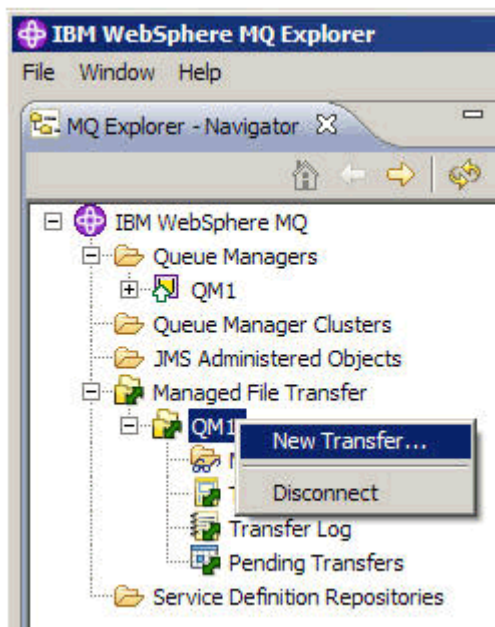 IBM WebSphere MQ Explorer
File Window Help
MQ Explorer - Navigator
IBM WebSphere MQ
Queue Managers
QM1
Queue Manager Clusters
JMS Administered Objects
Managed File Transfer
QM1
New Transfer...
Disconnect
Transfer Log
Pending Transfers
Service Definition Repositories